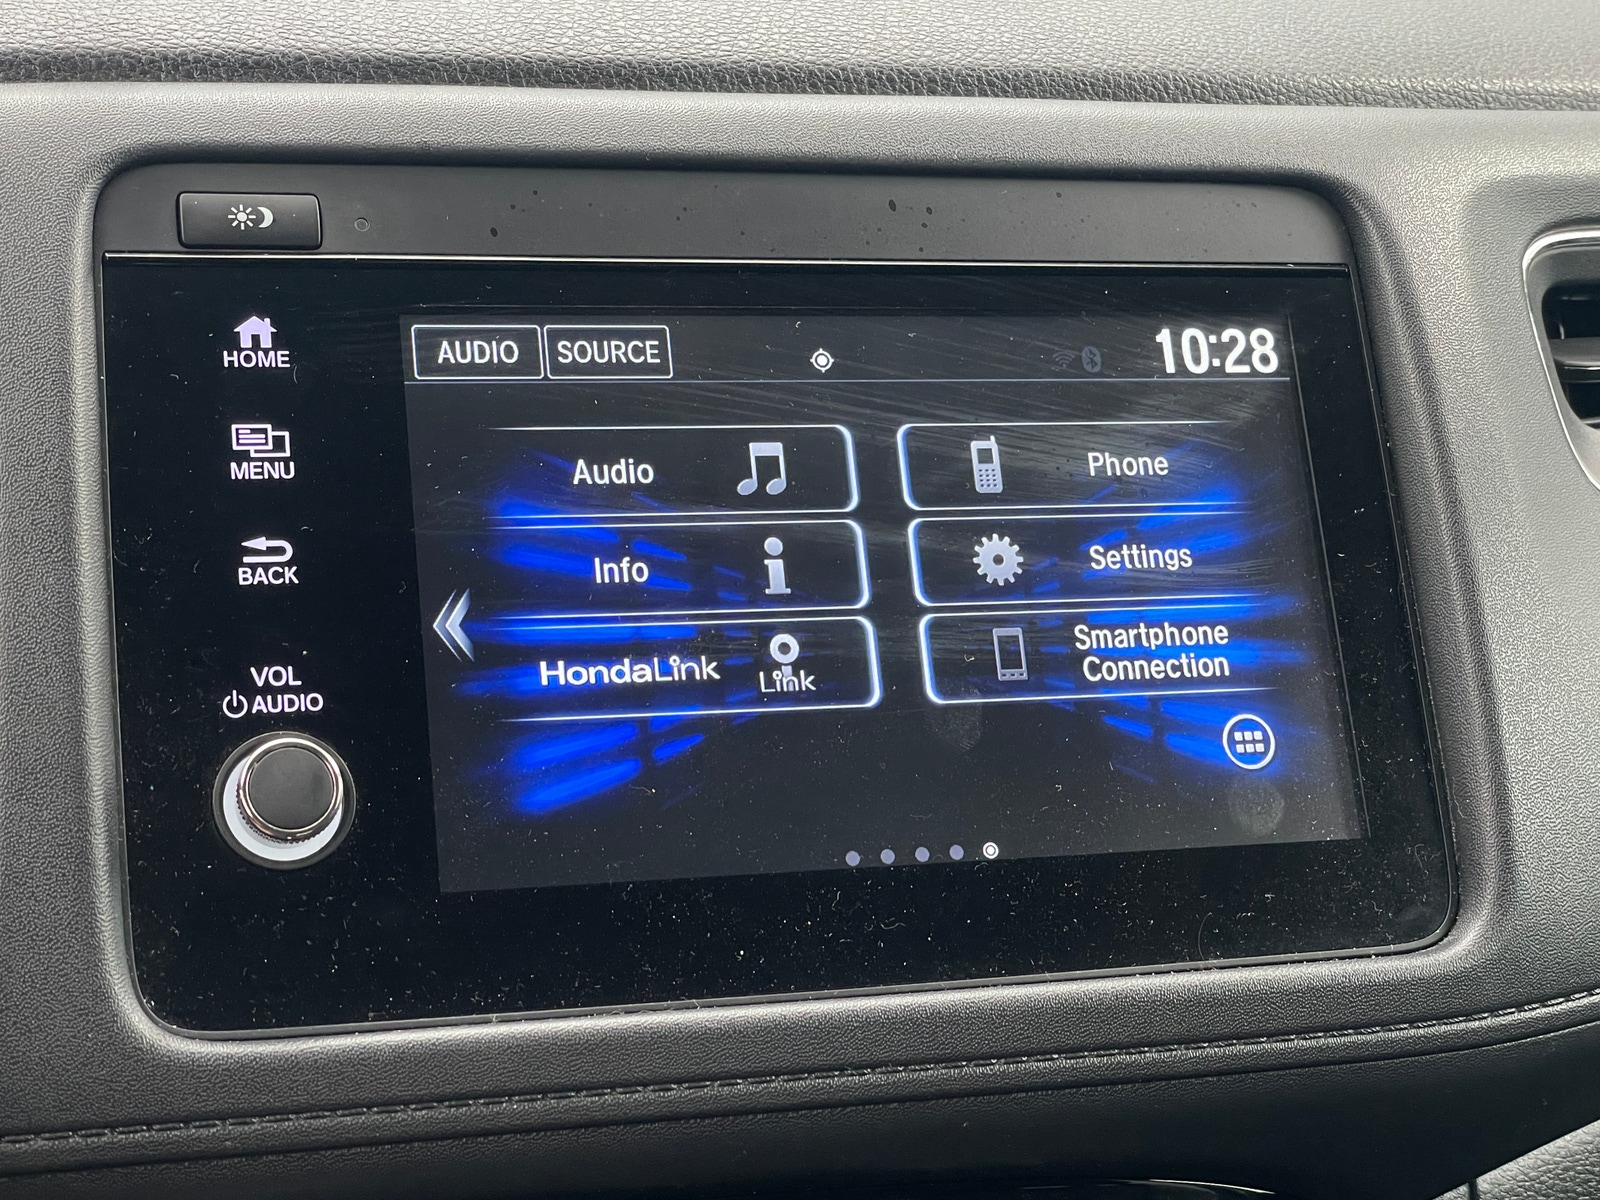 HOME
MENU
BACK
VOL
AUDIO
AUDIO SOURCE 10:28
Audio
Phone
Info
Settings
HondaLink Link
Smartphone
Connection